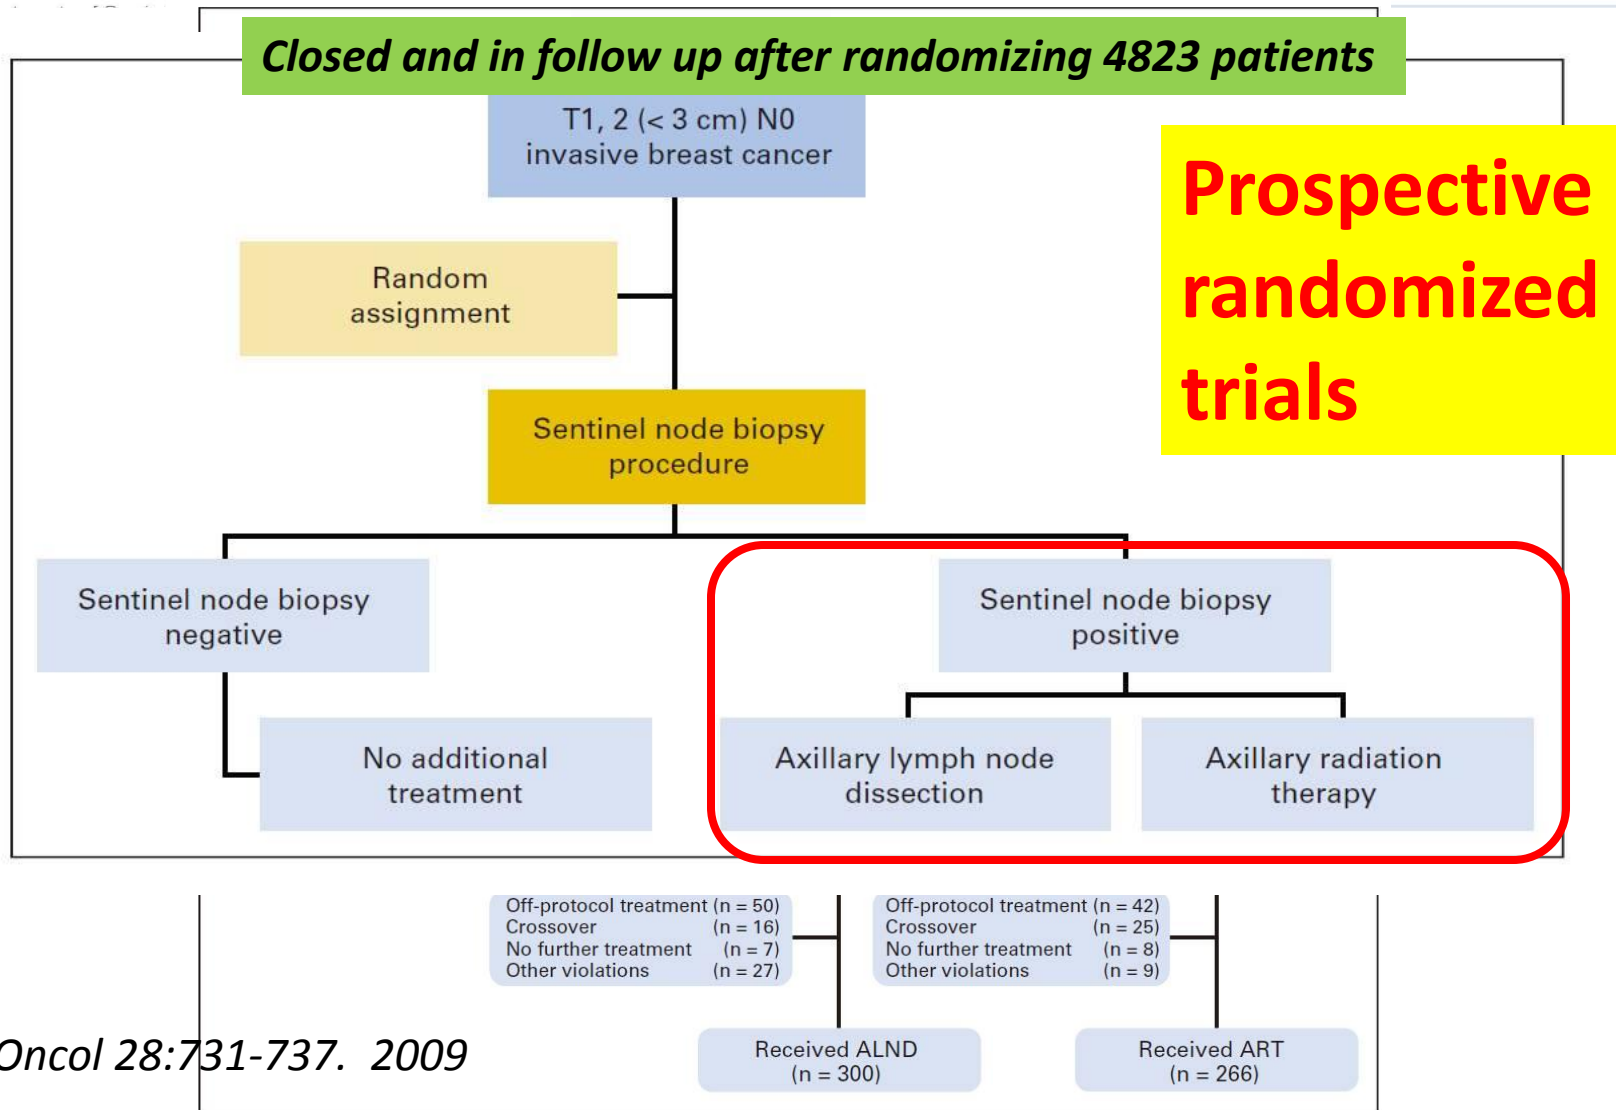 Closed and in follow up after randomizing 4823 patients
T1, 2 (< 3 cm) N0
invasive breast cancer
Prospective
randomized
trials
Random
assignment
Sentinel node biopsy
procedure
Sentinel node biopsy
negative
Sentinel node biopsy
positive
No additional
treatment
Axillary lymph node
dissection
Axillary radiation
therapy
Off-protocol treatment (n = 50)
Crossover (n = 16)
No further treatment (n = 7)
Other violations (n = 27)
Off-protocol treatment (n = 42)
Crossover (n = 25)
No further treatment (n = 8)
Other violations (n = 9)
Oncol 28:731-737. 2009
Received ALND
(n = 300)
Received ART
(n = 266)